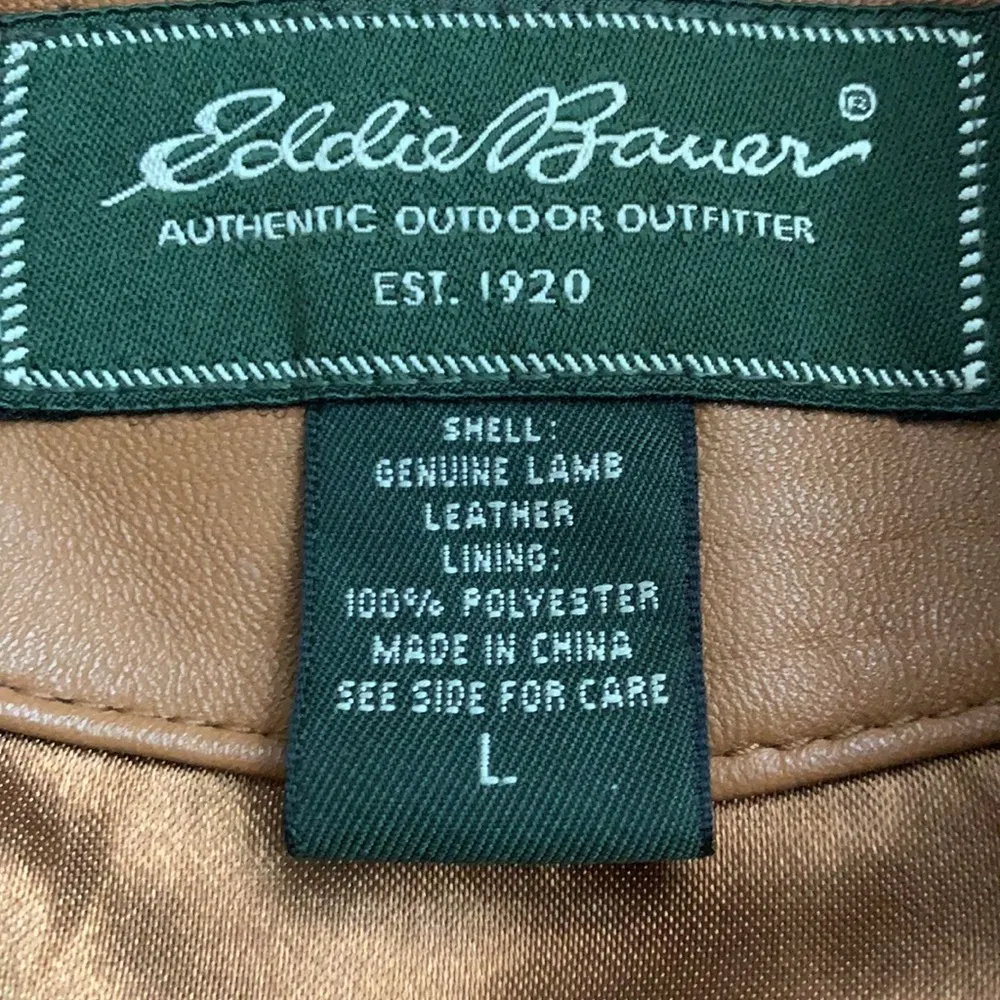 Eddie Bauer®
AUTHENTIC OUTDOOR OUTFITTER
EST. 1920
SHELL:
GENUINE LAMB
LEATHER
LINING:
100% POLYESTER
MADE IN CHINA
SEE SIDE FOR CARE
L